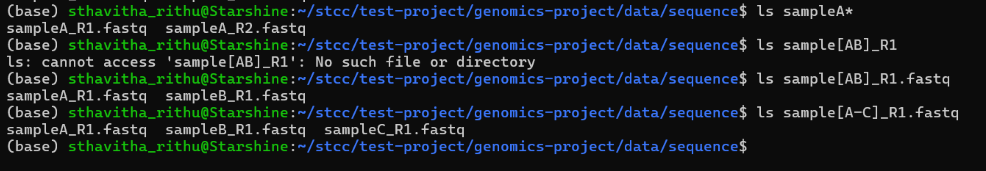 (base) sthavitha_rithu@Starshine:~/stcc/test-project/genomics-project/data/sequence$ ls sampleA*
sampleA_R1.fastq  sampleA_R2.fastq
(base) sthavitha_rithu@Starshine:~/stcc/test-project/genomics-project/data/sequence$ ls sample[AB]_R1
ls: cannot access 'sample[AB]_R1': No such file or directory
(base) sthavitha_rithu@Starshine:~/stcc/test-project/genomics-project/data/sequence$ ls sample[AB]_R1.fastq
sampleA_R1.fastq  sampleB_R1.fastq
(base) sthavitha_rithu@Starshine:~/stcc/test-project/genomics-project/data/sequence$ ls sample[A-C]_R1.fastq
sampleA_R1.fastq  sampleB_R1.fastq  sampleC_R1.fastq
(base) sthavitha_rithu@Starshine:~/stcc/test-project/genomics-project/data/sequence$